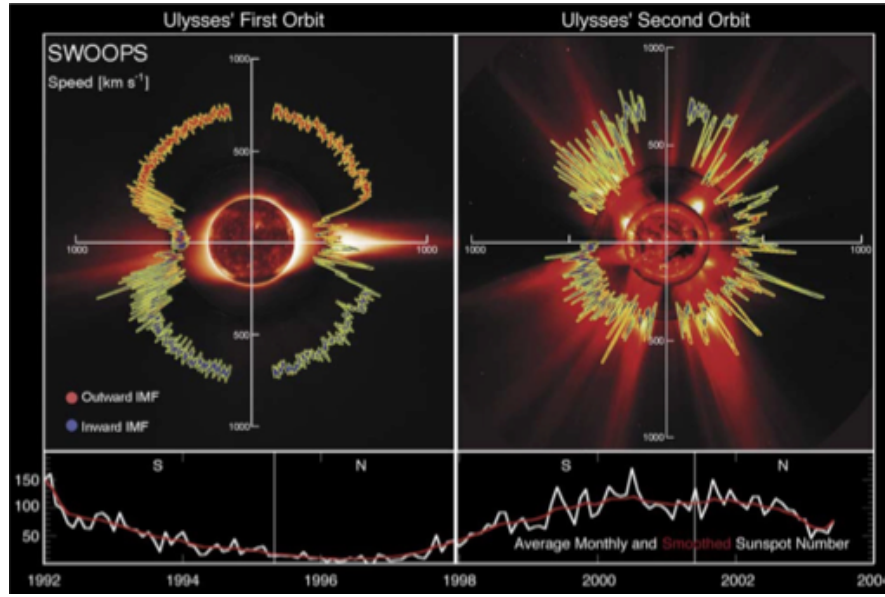 Ulysses' First Orbit
Ulysses' Second Orbit
SWOOPS
Speed [km s⁻¹]
1000
500
1000
1000
500
1000
Outward IMF
Inward IMF
1000
500
1000
1000
500
1000
S
N
S
N
150
100
50
Average Monthly and Smoothed Sunspot Number
1992
1994
1996
1998
2000
2002
2004